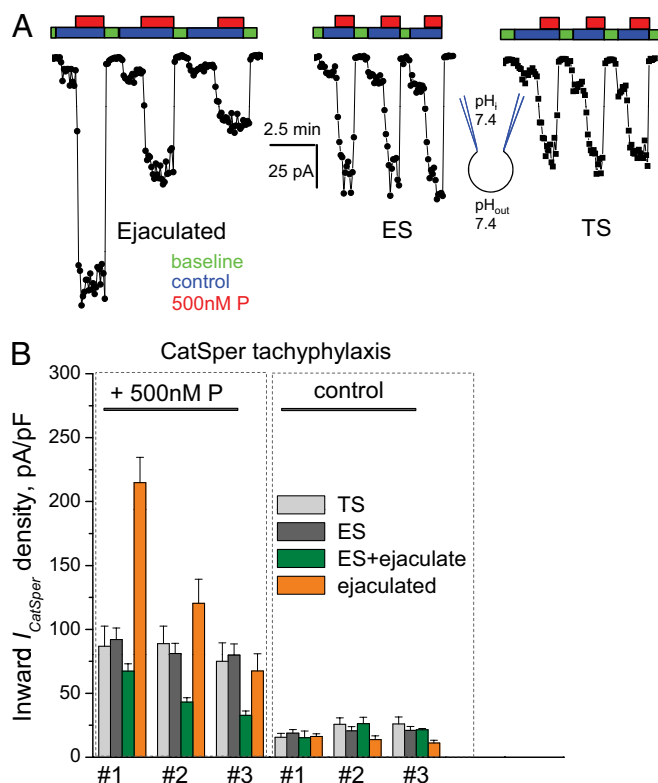 A
2.5 min
25 pA
pHi
7.4
pHout
7.4
Ejaculated
ES
TS
baseline
control
500nM P
B
CatSper tachyphylaxis
+ 500nM P
control
Inward ICatSper density, pA/pF
300
250
200
150
100
50
0
TS
ES
ES+ejaculate
ejaculated
#1 #2 #3 #1 #2 #3